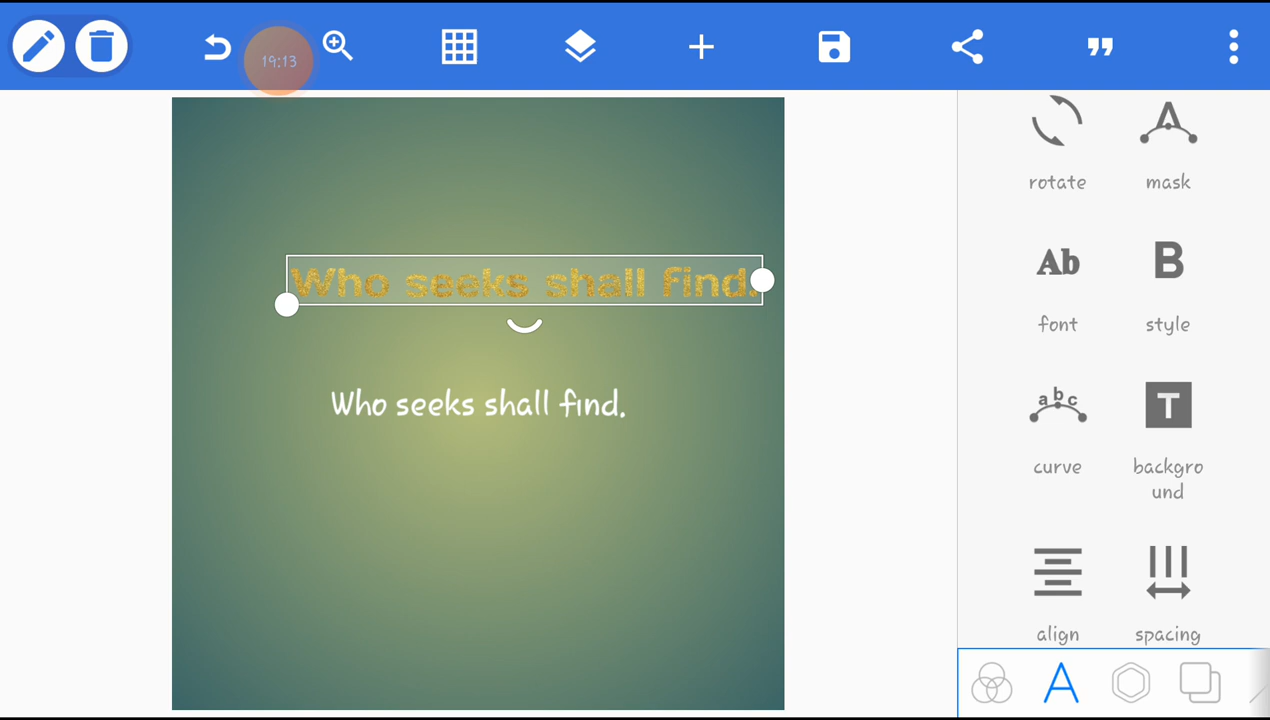 19:13
rotate
mask
Who seeks shall find.
Ab
B
font
style
Who seeks shall find.
abc
T
curve
backgro
und
align
spacing
A